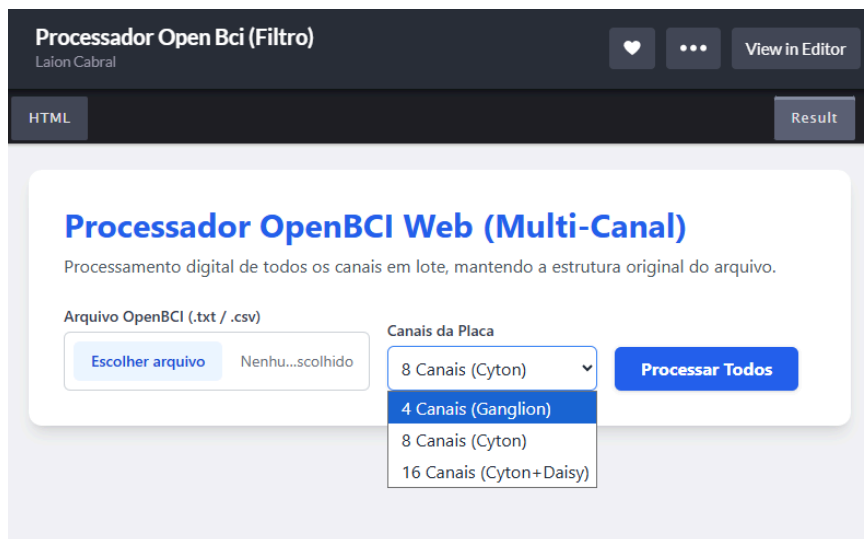 Processador Open Bci (Filtro)
Laion Cabral
View in Editor
HTML
Result
Processador OpenBCI Web (Multi-Canal)
Processamento digital de todos os canais em lote, mantendo a estrutura original do arquivo.
Arquivo OpenBCI (.txt / .csv)
Escolher arquivo
Nenhu...scolhido
Canais da Placa
8 Canais (Cyton)
Processar Todos
4 Canais (Ganglion)
8 Canais (Cyton)
16 Canais (Cyton+Daisy)